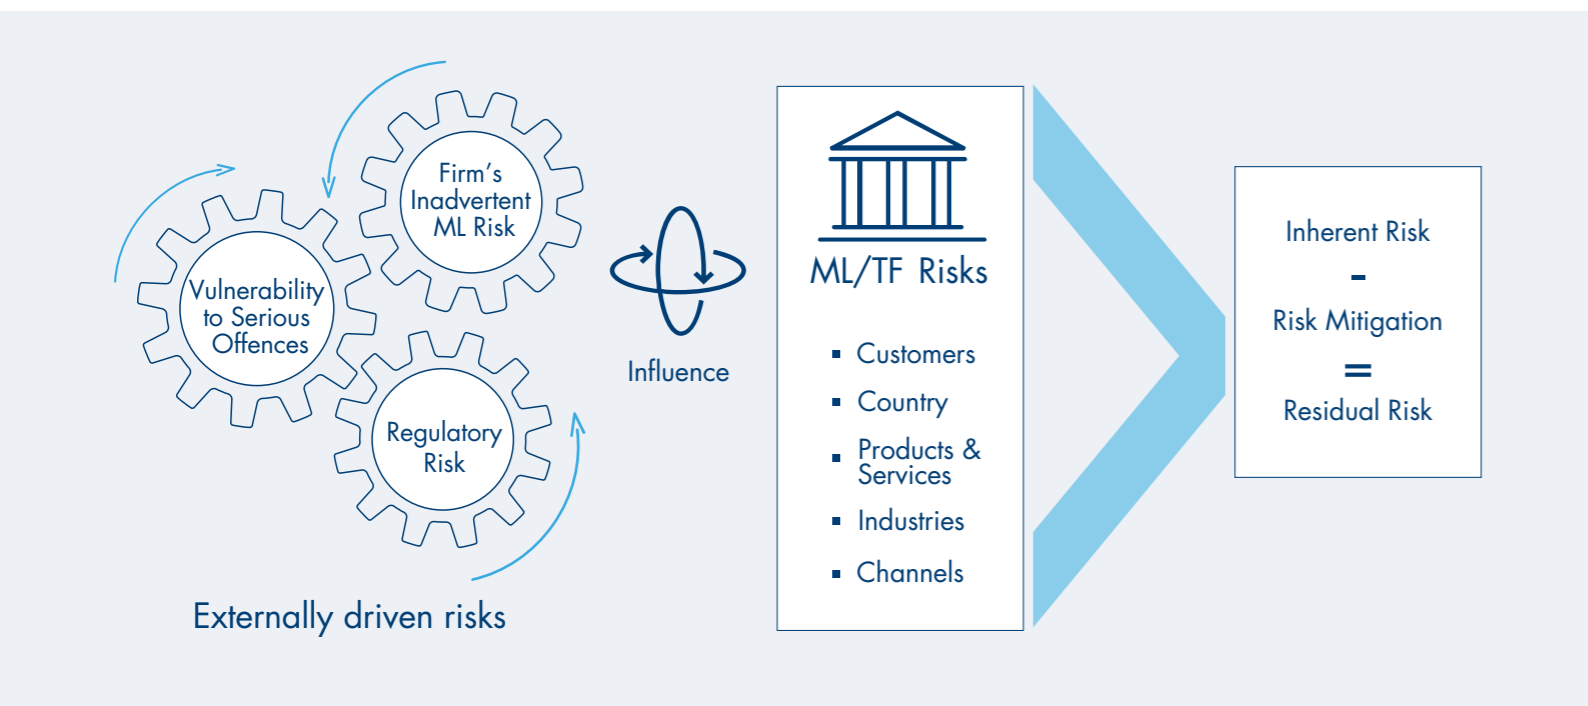 Firm's
Inadvertent
ML Risk
Vulnerability
to Serious
Offences
Regulatory
Risk
Externally driven risks
Influence
ML/TF Risks
▪ Customers
▪ Country
▪ Products &
Services
▪ Industries
▪ Channels
Inherent Risk
-
Risk Mitigation
=
Residual Risk